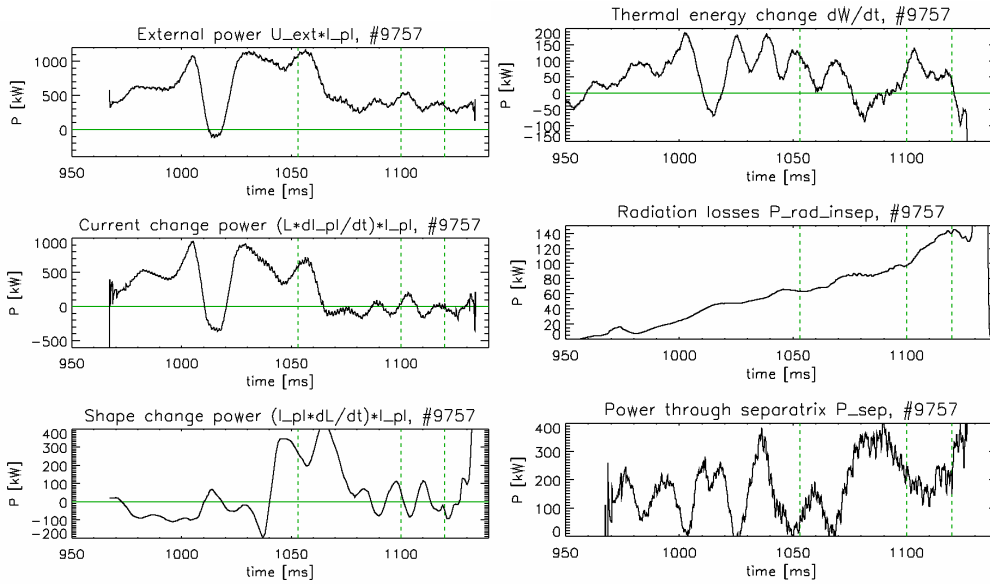 External power U_ext*I_pl, #9757
P [kW]
1000
500
0
950 1000 1050 1100
time [ms]
Current change power (L*dI_pl/dt)*I_pl, #9757
P [kW]
1000
500
0
-500
950 1000 1050 1100
time [ms]
Shape change power (I_pl*dL/dt)*I_pl, #9757
P [kW]
400
300
200
100
0
-100
-200
950 1000 1050 1100
time [ms]
Thermal energy change dW/dt, #9757
P [kW]
200
150
100
50
0
-50
-100
-150
950 1000 1050 1100
time [ms]
Radiation losses P_rad_insep, #9757
P [kW]
140
120
100
80
60
40
20
0
950 1000 1050 1100
time [ms]
Power through separatrix P_sep, #9757
P [kW]
400
300
200
100
0
950 1000 1050 1100
time [ms]